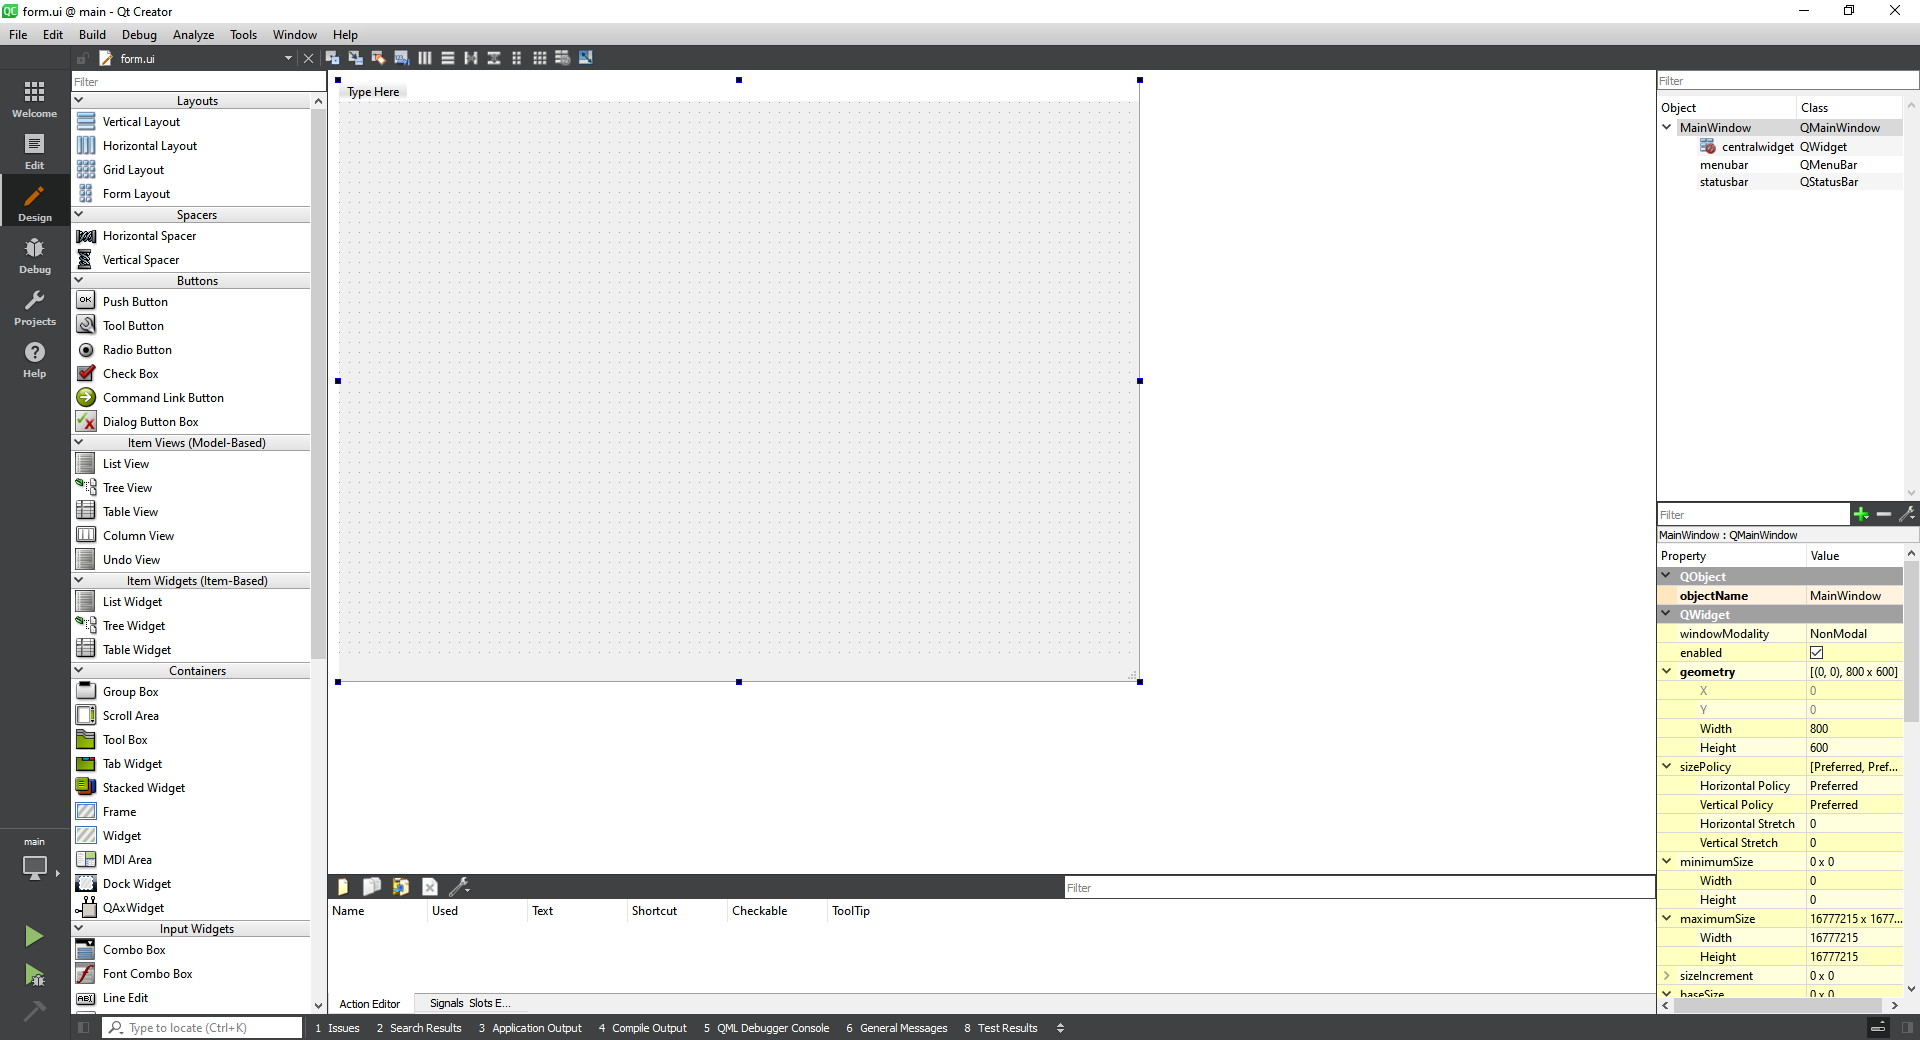 form.ui @ main - Qt Creator
File Edit Build Debug Analyze Tools Window Help
form.ui
Welcome
Edit
Design
Debug
Projects
Help
main
Filter
Layouts
Vertical Layout
Horizontal Layout
Grid Layout
Form Layout
Spacers
Horizontal Spacer
Vertical Spacer
Buttons
Push Button
Tool Button
Radio Button
Check Box
Command Link Button
Dialog Button Box
Item Views (Model-Based)
List View
Tree View
Table View
Column View
Undo View
Item Widgets (Item-Based)
List Widget
Tree Widget
Table Widget
Containers
Group Box
Scroll Area
Tool Box
Tab Widget
Stacked Widget
Frame
Widget
MDI Area
Dock Widget
QAxWidget
Input Widgets
Combo Box
Font Combo Box
Line Edit
Type Here
Filter
Name Used Text Shortcut Checkable ToolTip
Action Editor Signals Slots E...
Filter
Object Class
MainWindow QMainWindow
centralwidget QWidget
menubar QMenuBar
statusbar QStatusBar
Filter
MainWindow : QMainWindow
Property Value
QObject
objectName MainWindow
QWidget
windowModality NonModal
enabled
geometry [(0, 0), 800 x 600]
X 0
Y 0
Width 800
Height 600
sizePolicy [Preferred, Pref...
Horizontal Policy Preferred
Vertical Policy Preferred
Horizontal Stretch 0
Vertical Stretch 0
minimumSize 0 x 0
Width 0
Height 0
maximumSize 16777215 x 1677...
Width 16777215
Height 16777215
sizeIncrement 0 x 0
baseSize 0 x 0
Type to locate (Ctrl+K) 1 Issues 2 Search Results 3 Application Output 4 Compile Output 5 QML Debugger Console 6 General Messages 8 Test Results